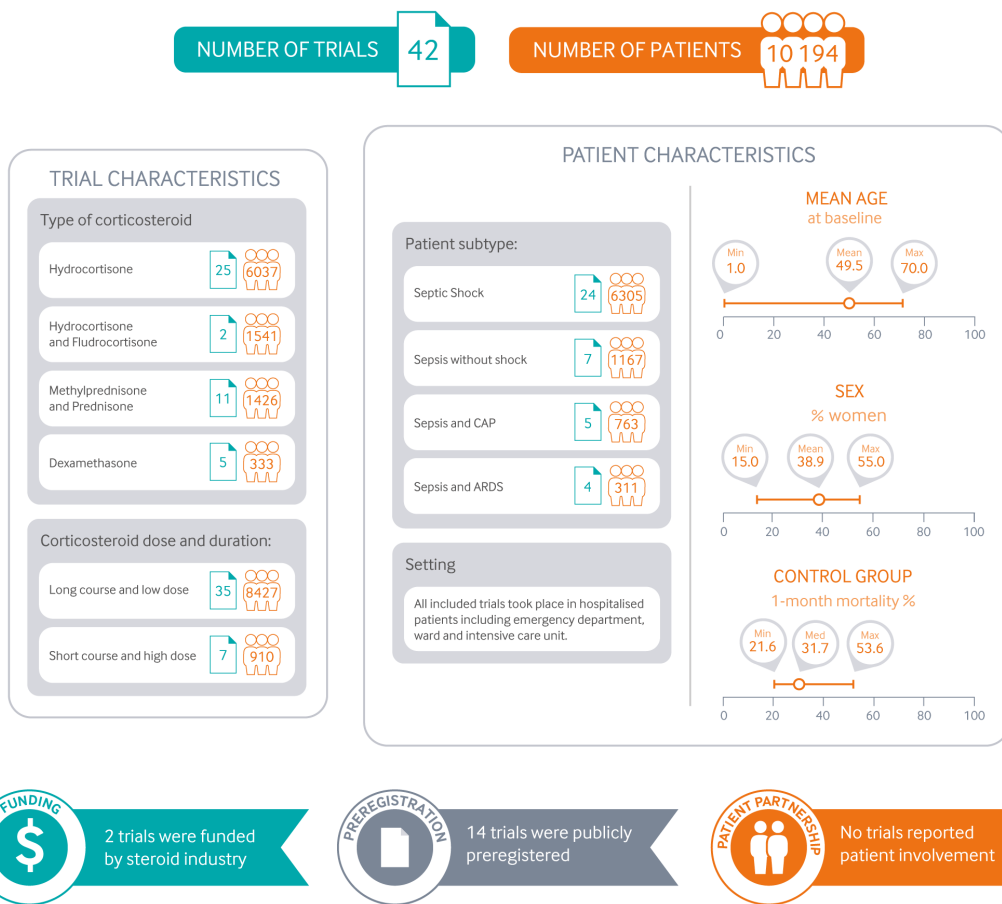 NUMBER OF TRIALS 42
NUMBER OF PATIENTS 10 194
TRIAL CHARACTERISTICS
Type of corticosteroid
Hydrocortisone 25 6037
Hydrocortisone
and Fludrocortisone 2 1541
Methylprednisone
and Prednisone 11 1426
Dexamethasone 5 333
Corticosteroid dose and duration:
Long course and low dose 35 8427
Short course and high dose 7 910
PATIENT CHARACTERISTICS
Patient subtype:
Septic Shock 24 6305
Sepsis without shock 7 1167
Sepsis and CAP 5 763
Sepsis and ARDS 4 311
Setting
All included trials took place in hospitalised
patients including emergency department,
ward and intensive care unit.
MEAN AGE
at baseline
Min Mean Max
1.0 49.5 70.0
0 20 40 60 80 100
SEX
% women
Min Mean Max
15.0 38.9 55.0
0 20 40 60 80 100
CONTROL GROUP
1-month mortality %
Min Med Max
21.6 31.7 53.6
0 20 40 60 80 100
FUNDING
$
2 trials were funded
by steroid industry
PREREGISTRATION
14 trials were publicly
preregistered
PATIENT PARTNERSHIP
No trials reported
patient involvement